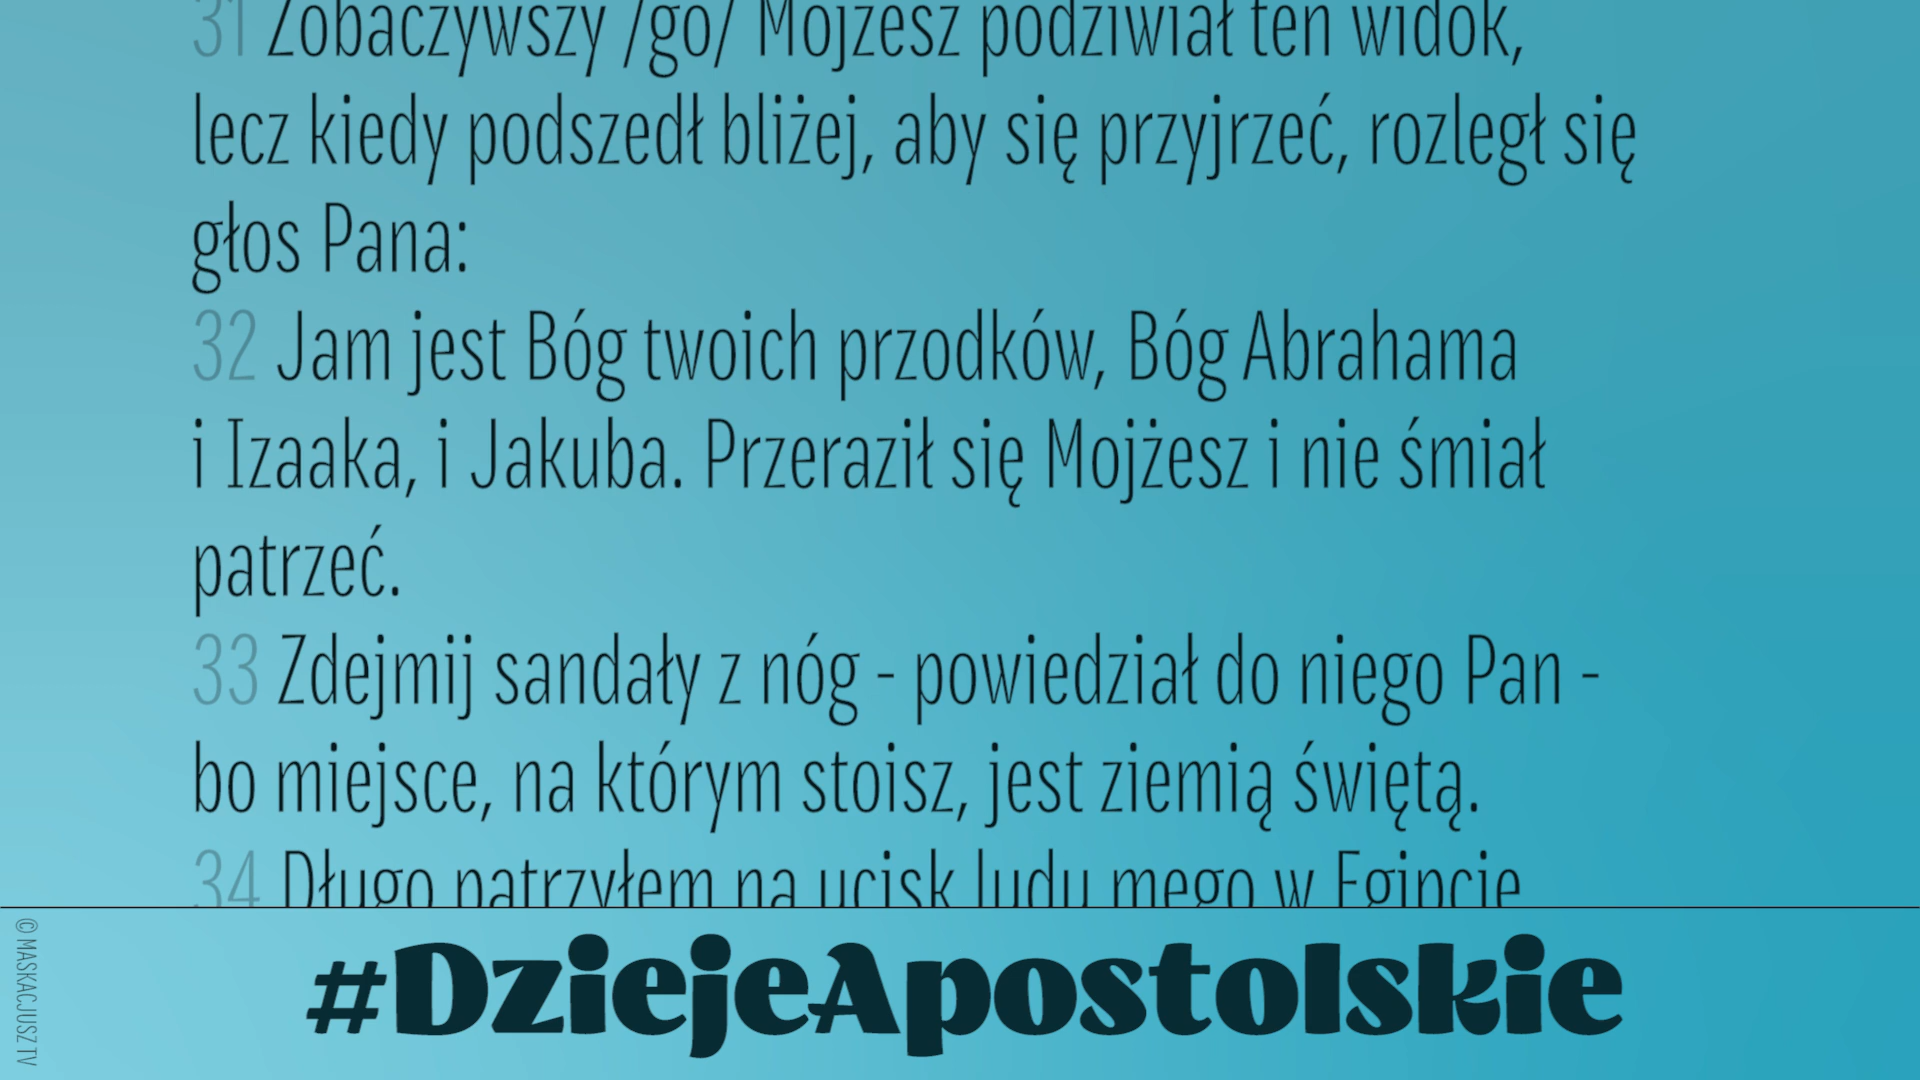 31 Zobaczywszy /go/ Mojżesz podziwiał ten widok,
lecz kiedy podszedł bliżej, aby się przyjrzeć, rozległ się
głos Pana:
32 Jam jest Bóg twoich przodków, Bóg Abrahama
i Izaaka, i Jakuba. Przeraził się Mojżesz i nie śmiał
patrzeć.
33 Zdejmij sandały z nóg - powiedział do niego Pan -
bo miejsce, na którym stoisz, jest ziemią świętą.
34 Długo patrzyłem na ucisk ludu mego w Egipcie
#DziejeApostolskie
© MASKACJUSZ TV